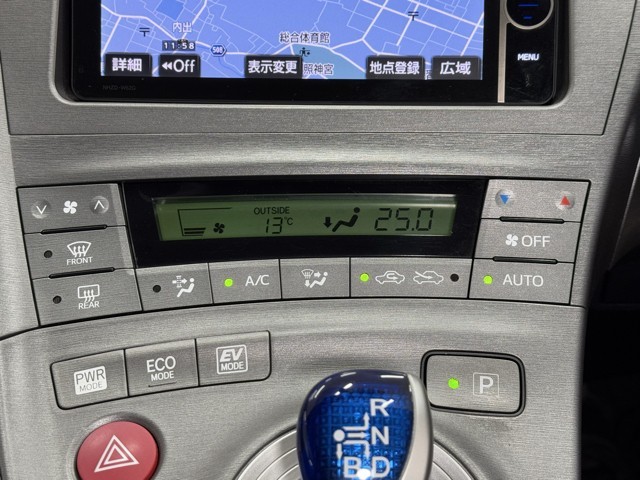 内出
11:58
508
総合体育館
照神宮
詳細
◀◀Off
表示変更
地点登録
広域
MENU
OUTSIDE
13℃
25.0
OFF
FRONT
REAR
A/C
AUTO
PWR
MODE
ECO
MODE
EV
MODE
P
R
N
B D